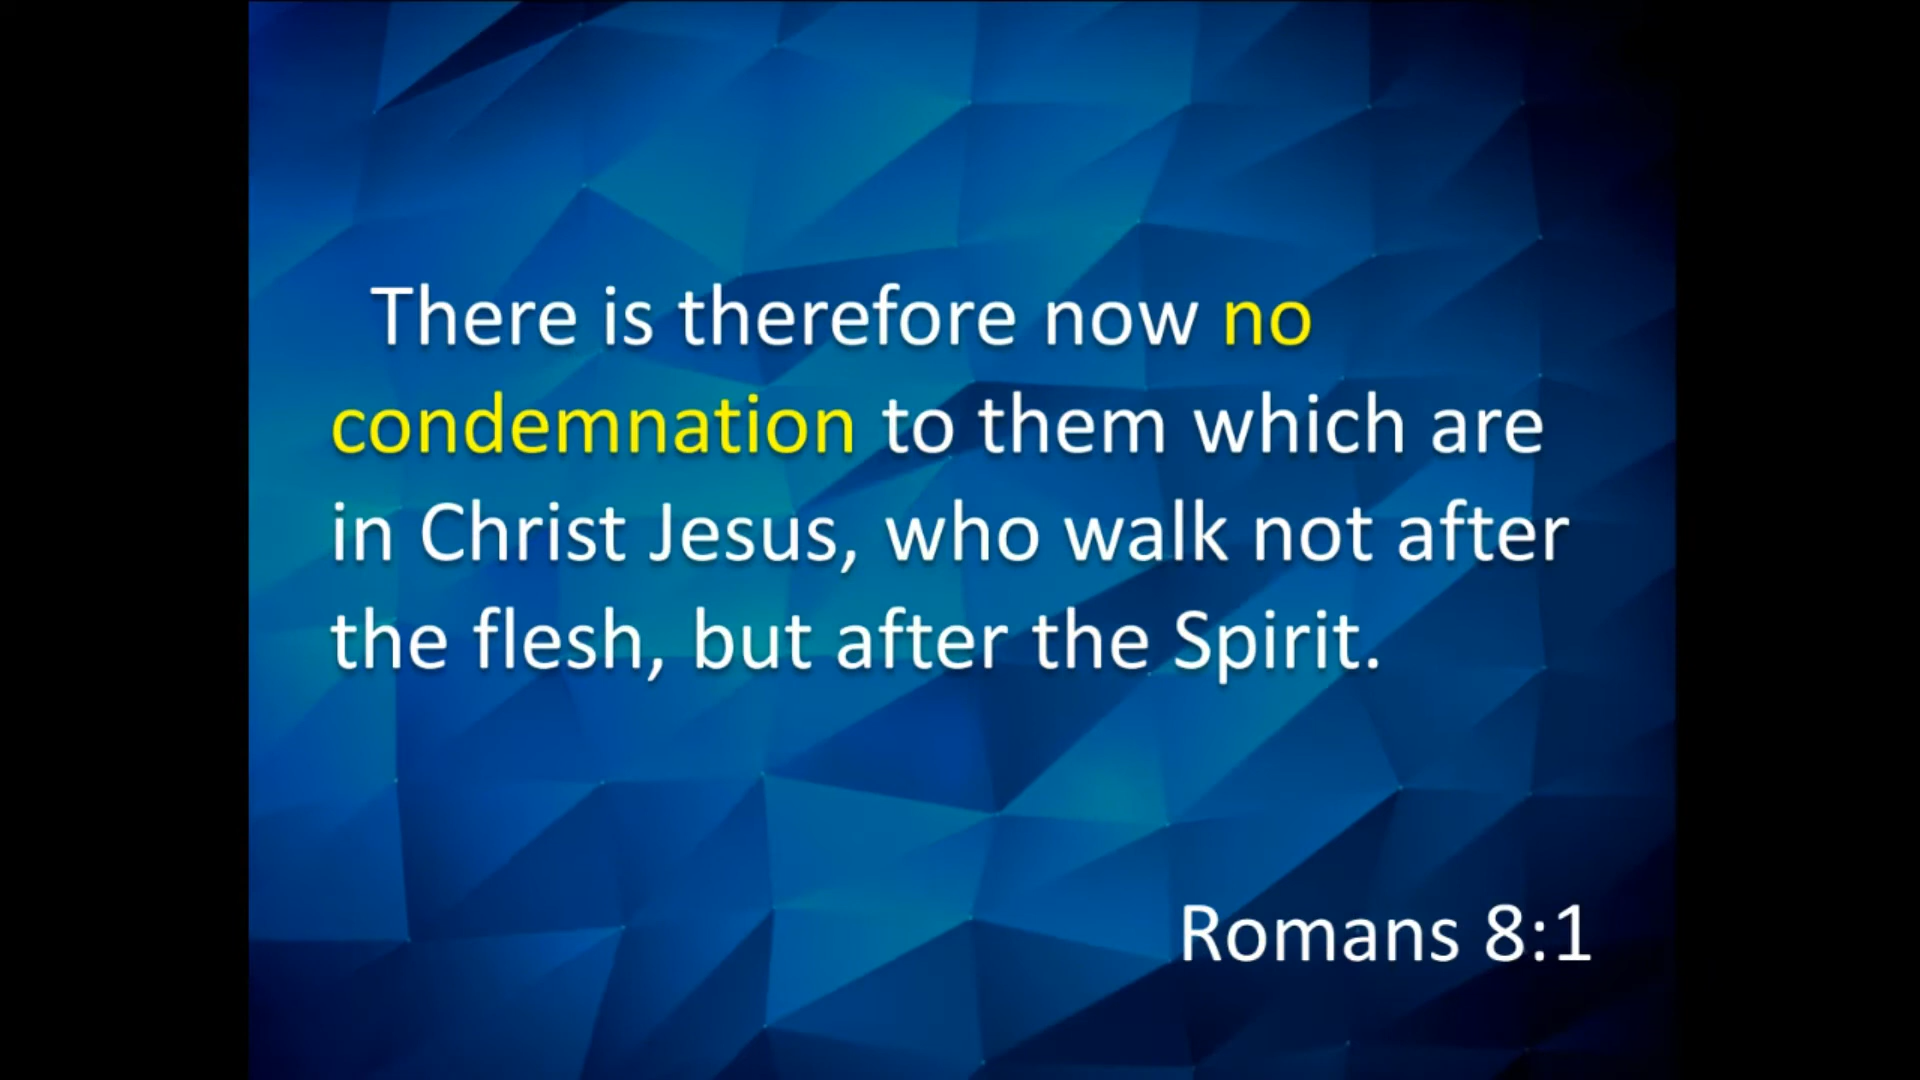 There is therefore now no
condemnation to them which are
in Christ Jesus, who walk not after
the flesh, but after the Spirit.
Romans 8:1